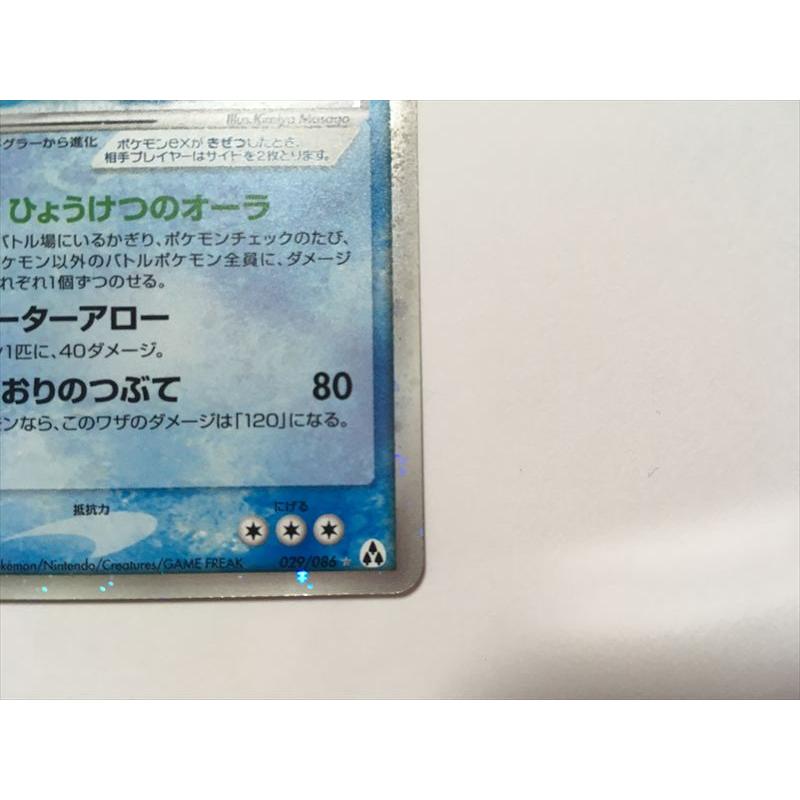 Illus.Kimiya Masago
グラーから進化
ポケモンexがきぜつしたとき、
相手プレイヤーはサイドを2枚とります。
ひょうけつのオーラ
バトル場にいるかぎり、ポケモンチェックのたび、
ケモン以外のバトルポケモン全員に、ダメージ
れぞれ1個ずつのせる。
ーターアロー
1匹に、40ダメージ。
おりのつぶて 80
モンなら、このワザのダメージは「120」になる。
抵抗力 にげる
okémon/Nintendo/Creatures/GAME FREAK 029/086 ★